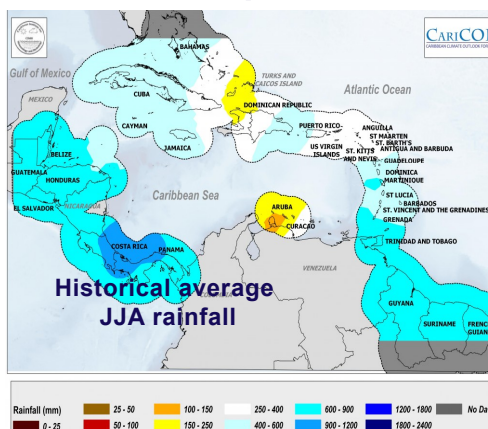 CARICOF
CARIBBEAN CLIMATE OUTLOOK FOR
BAHAMAS
Gulf of Mexico
TURKS AND
CAICOS ISLAND
Atlantic Ocean
MEXICO
CUBA
DOMINICAN REPUBLIC
CAYMAN
PUERTO RICO
ANGUILLA
ST MAARTEN
JAMAICA
US VIRGIN
ISLANDS
ST. BARTH'S
ST. KITTS
AND NEVIS
ANTIGUA AND BARBUDA
BELIZE
GUADELOUPE
GUATEMALA
DOMINICA
HONDURAS
MARTINIQUE
Caribbean Sea
ST LUCIA
EL SALVADOR
NICARAGUA
ARUBA
BARBADOS
ST. VINCENT AND THE GRENADINES
CURACAO
GRENADA
COSTA RICA
PANAMA
TRINIDAD AND TOBAGO
VENEZUELA
Historical average
JJA rainfall
GUYANA
SURINAME
FRENC
GUIAN
Rainfall (mm)
25 - 50
100 - 150
250 - 400
600 - 900
1200 - 1800
No Da
0 - 25
50 - 100
150 - 250
400 - 600
900 - 1200
1800 - 2400